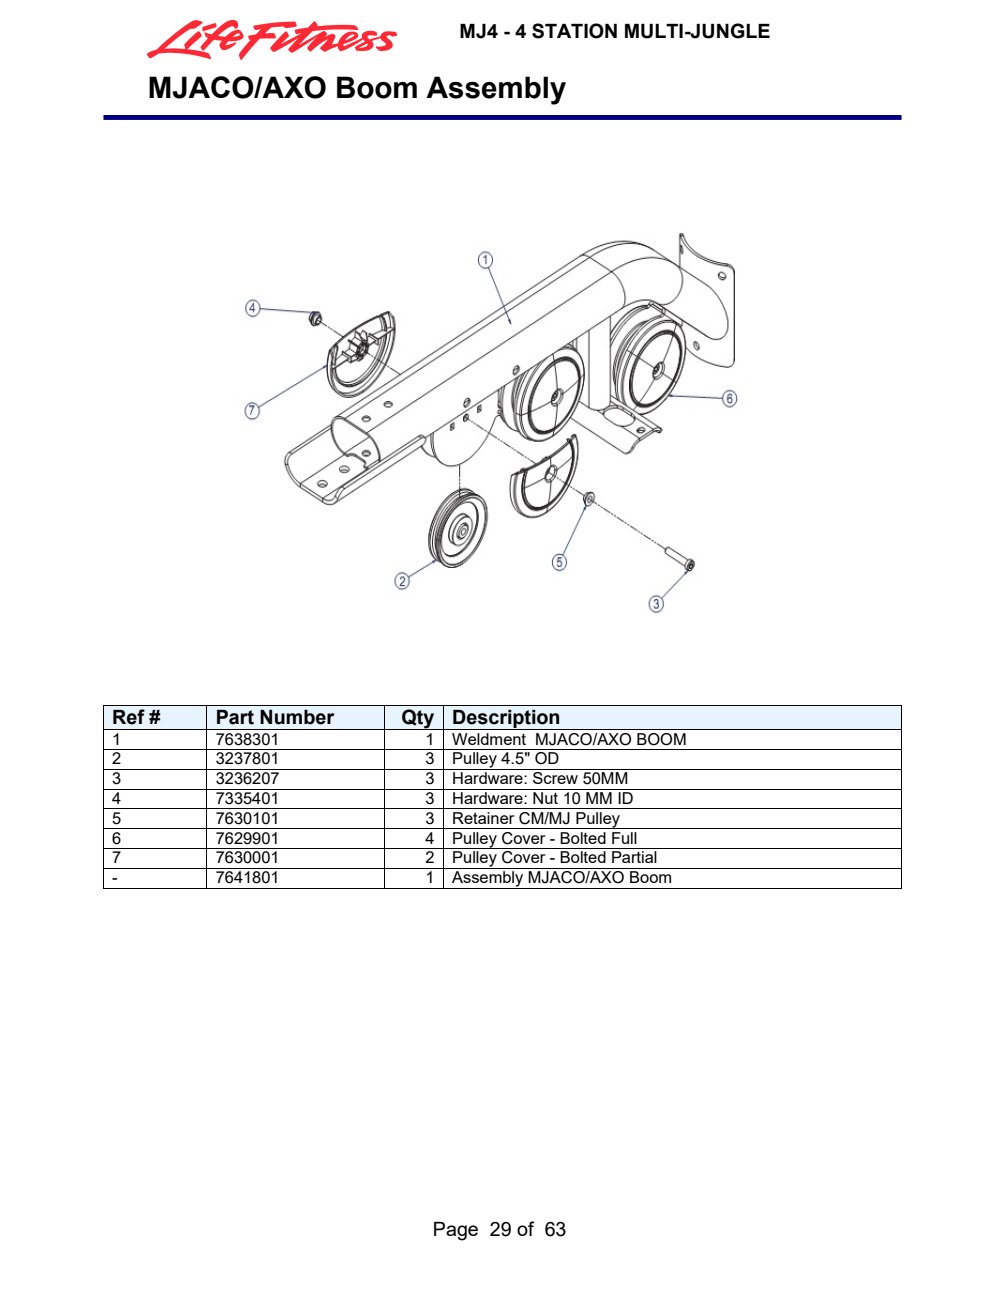 Life Fitness
MJ4 - 4 STATION MULTI-JUNGLE
MJACO/AXO Boom Assembly
1
4
7
6
2
5
3
Ref # Part Number Qty Description
1 7638301 1 Weldment  MJACO/AXO BOOM
2 3237801 3 Pulley 4.5" OD
3 3236207 3 Hardware: Screw 50MM
4 7335401 3 Hardware: Nut 10 MM ID
5 7630101 3 Retainer CM/MJ Pulley
6 7629901 4 Pulley Cover - Bolted Full
7 7630001 2 Pulley Cover - Bolted Partial
- 7641801 1 Assembly MJACO/AXO Boom
Page  29 of  63